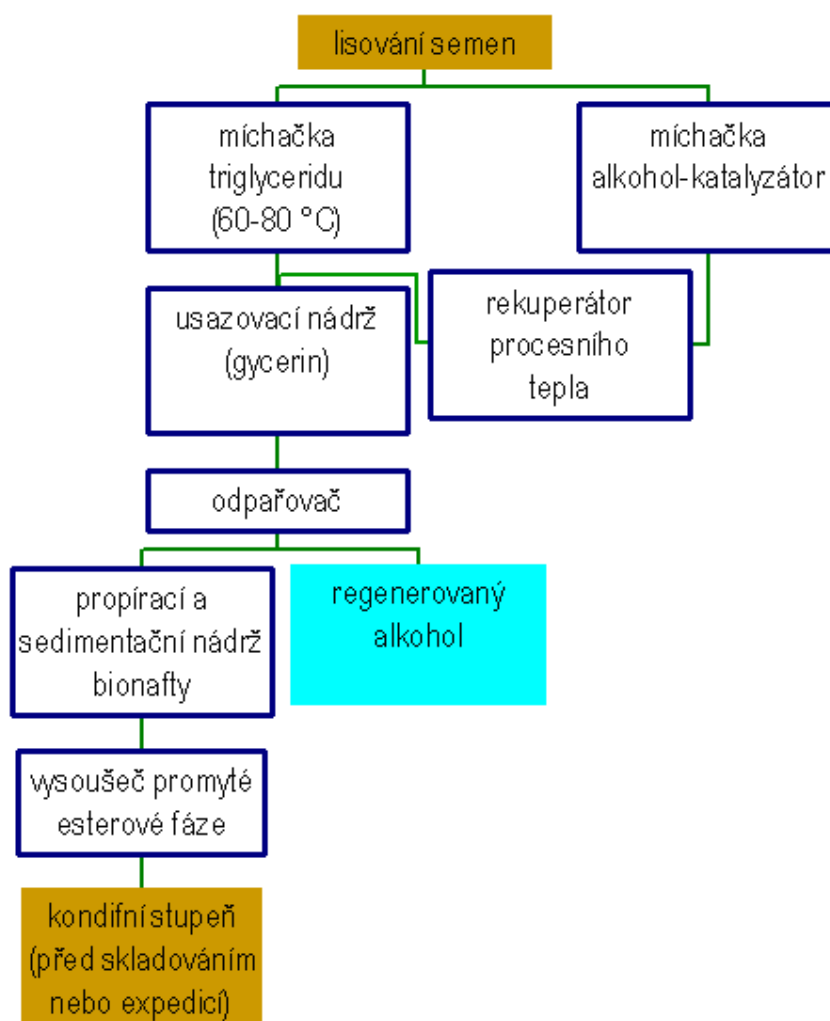 lisování semen
míchačka
triglyceridu
(60-80 °C)
míchačka
alkohol-katalyzátor
usazovací nádrž
(gycerin)
rekuperátor
procesního
tepla
odpařovač
propírací a
sedimentační nádrž
bionafty
regenerovaný
alkohol
vysoušeč promyté
esterové fáze
kondifní stupeň
(před skladováním
nebo expedicí)